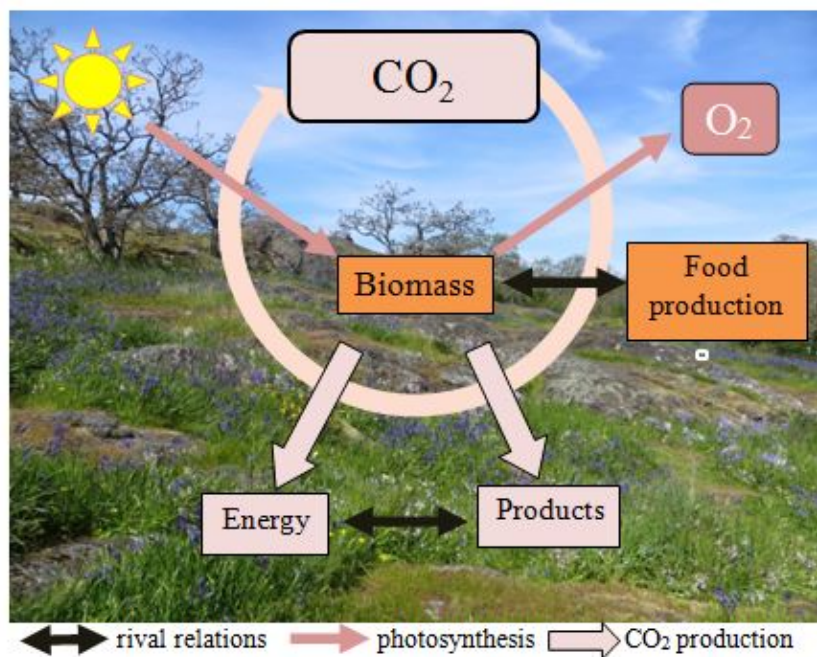 CO₂
O₂
Biomass
Food
production
Energy
Products
rival relations photosynthesis CO₂ production